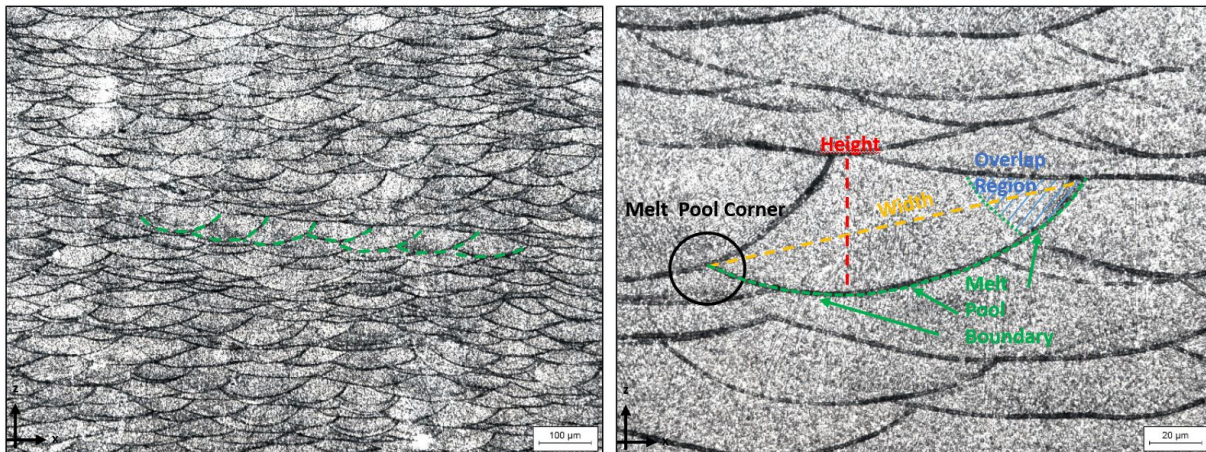 z
x
100 µm
Height
Overlap
Region
Width
Melt Pool Corner
Melt
Pool
Boundary
z
x
20 µm